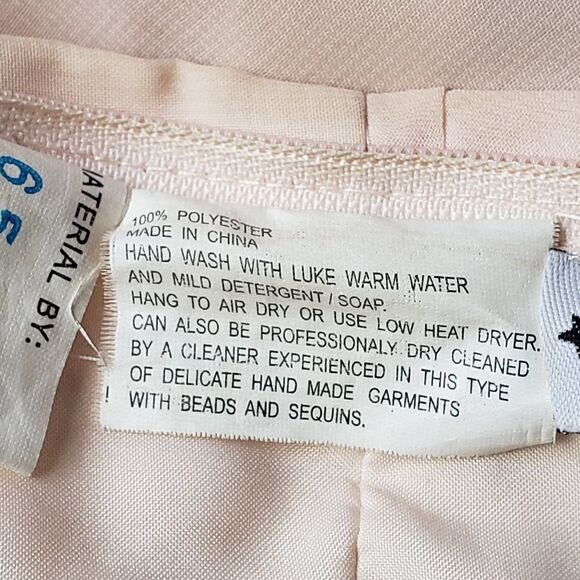 65
MATERIAL BY:
100% POLYESTER
MADE IN CHINA
HAND WASH WITH LUKE WARM WATER
AND MILD DETERGENT / SOAP.
HANG TO AIR DRY OR USE LOW HEAT DRYER.
CAN ALSO BE PROFESSIONALY DRY CLEANED
BY A CLEANER EXPERIENCED IN THIS TYPE
OF DELICATE HAND MADE GARMENTS
! WITH BEADS AND SEQUINS.